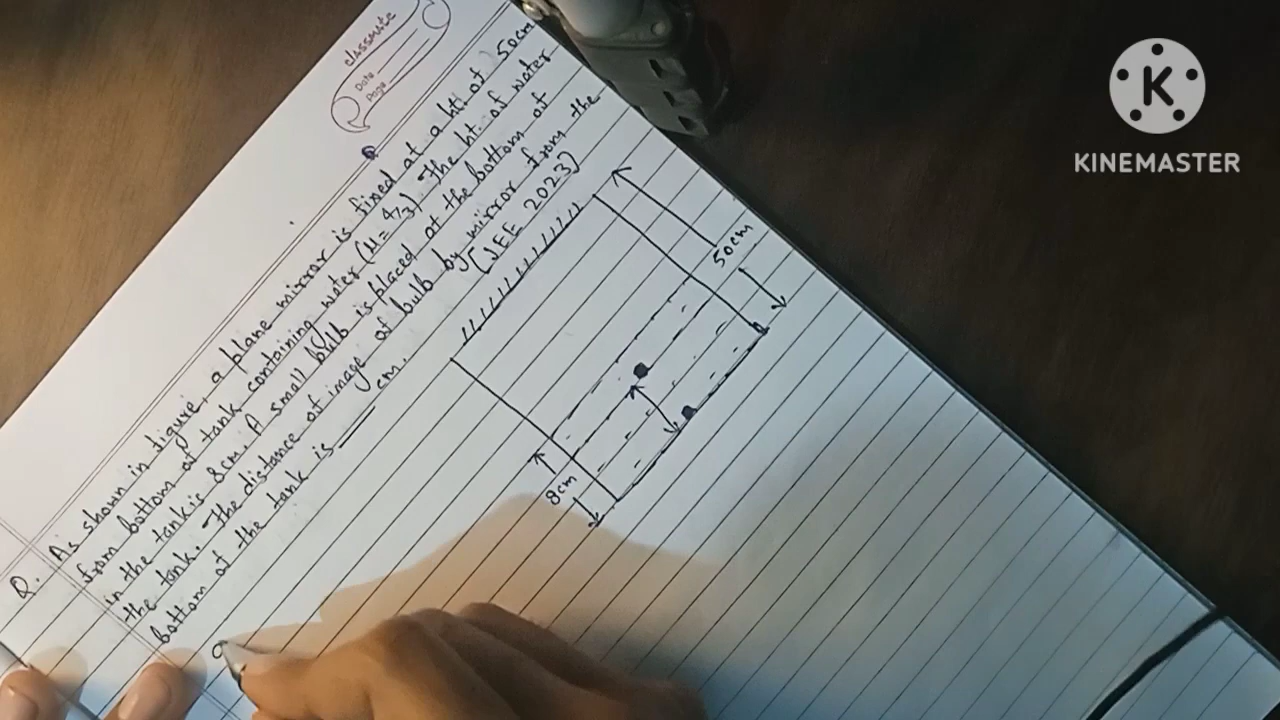 classmate
Date
Page
Q. As shown in figure, a plane mirror is fixed at a ht. of 50cm
from bottom of tank containing water (μ= 4/3). The ht. of water
in the tank is 8cm. A small bulb is placed at the bottom of
the tank. The distance of image of bulb by mirror from the
bottom of the tank is ___ cm. [JEE 2023]
50cm
8cm
K
KINEMASTER